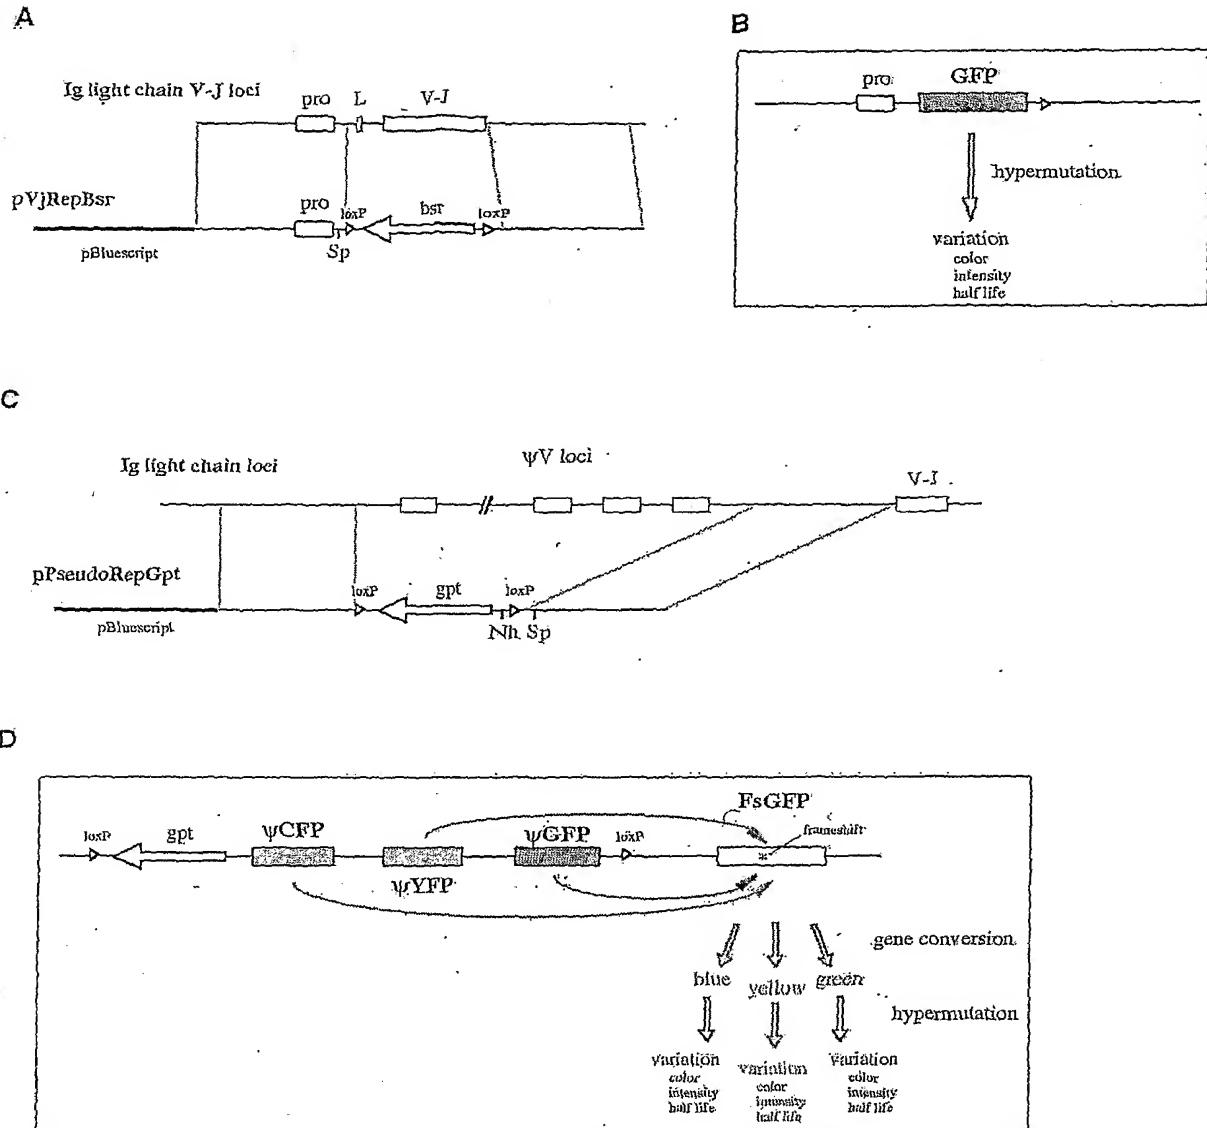 A
Ig light chain V-J loci
pro L V-J
pVjRepBsr
pro loxP bsr loxP
Sp
pBluescript
B
pro GFP
hypermutation
variation
color
intensity
half life
C
Ig light chain loci
ψV loci
V-J
pPseudoRepGpt
loxP gpt loxP
Nh Sp
pBluescript
D
loxP gpt ψCFP ψYFP ψGFP loxP FsGFP
frameshift
*
gene conversion
blue yellow green
hypermutation
variation variation variation
color color color
intensity intensity intensity
half life half life half life